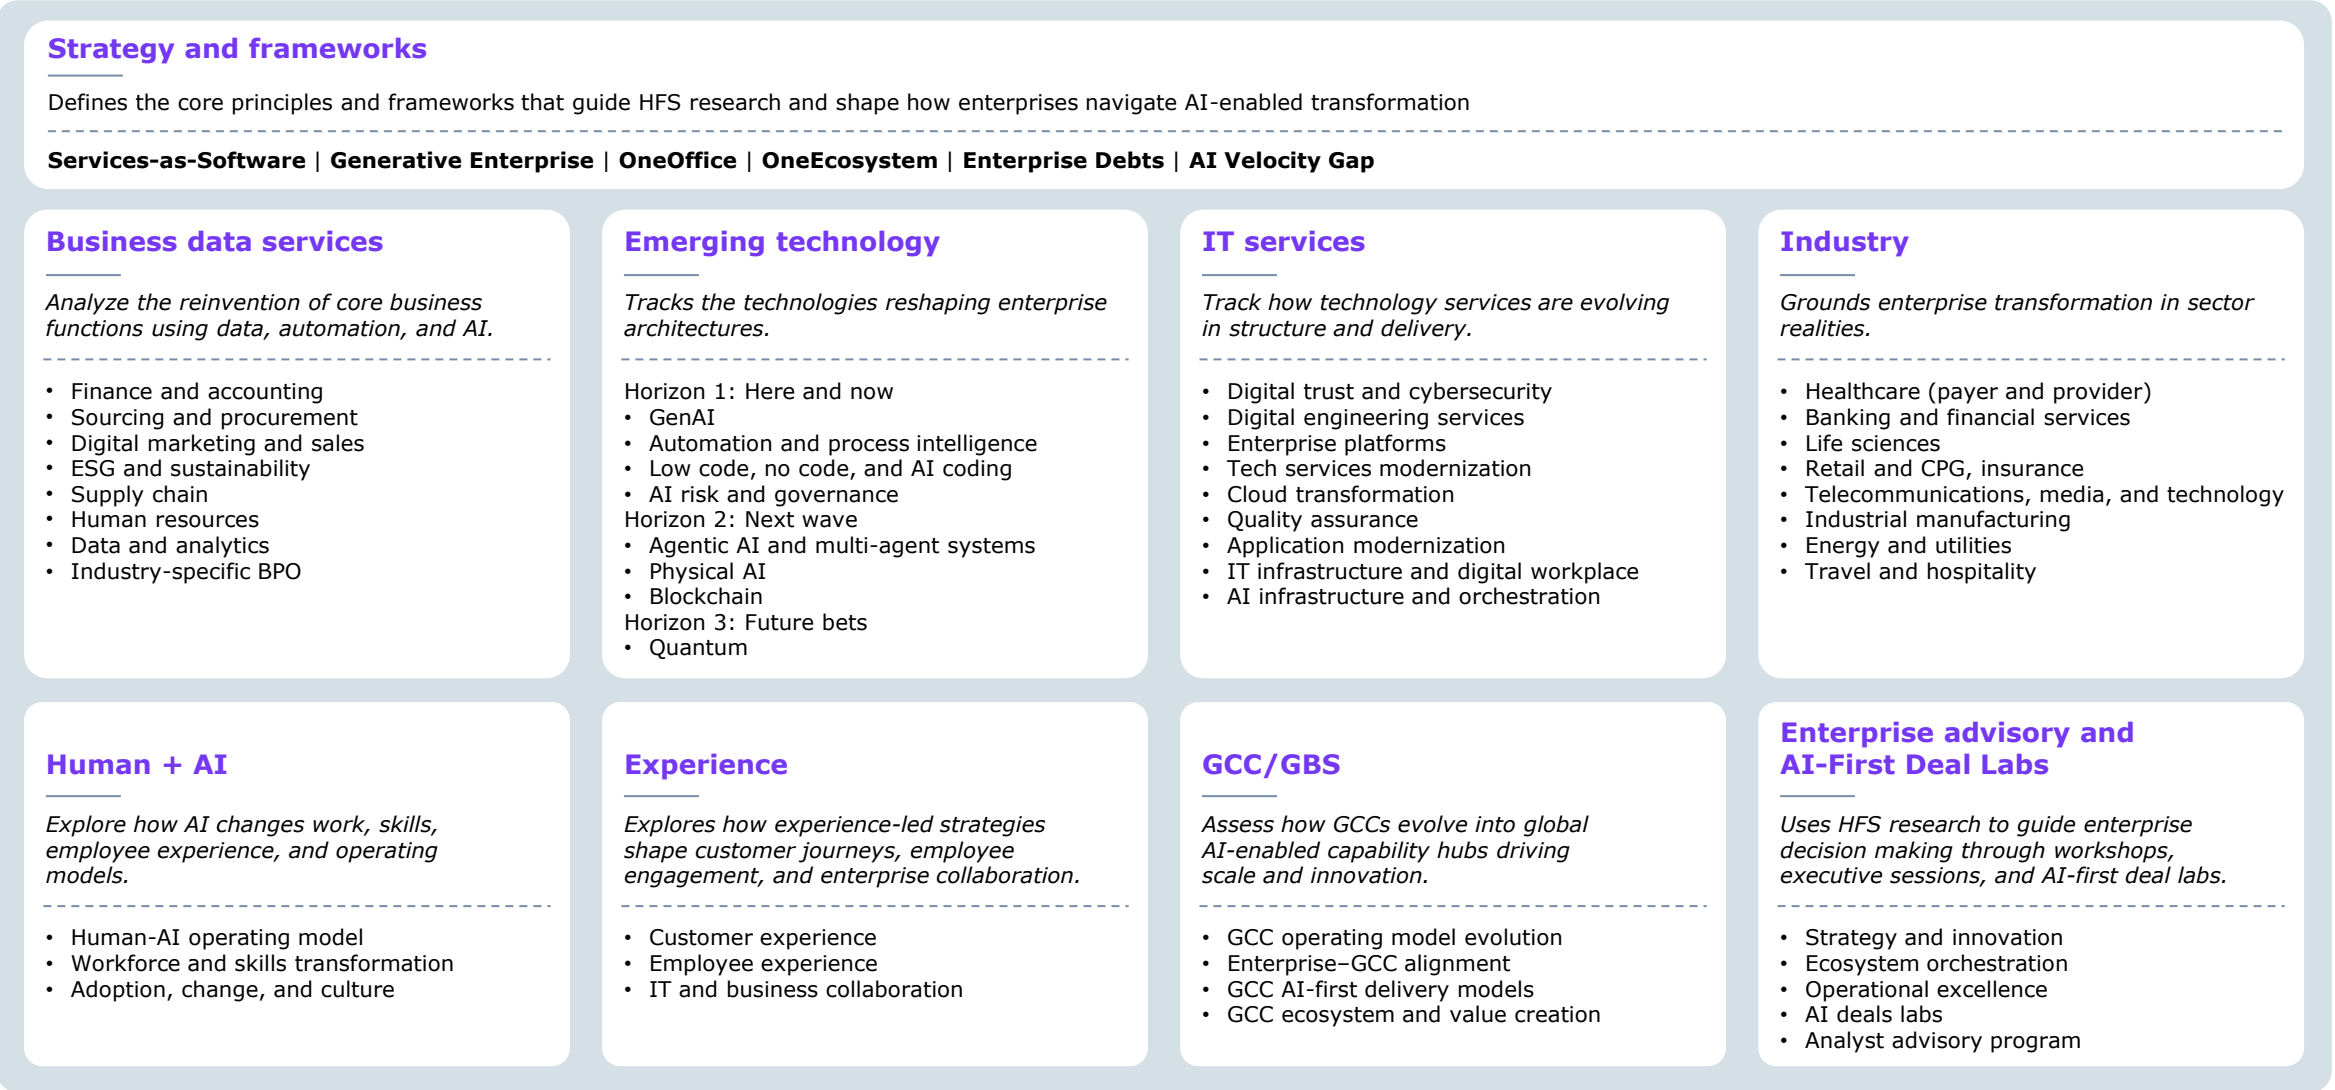 Strategy and frameworks
Defines the core principles and frameworks that guide HFS research and shape how enterprises navigate AI-enabled transformation
Services-as-Software | Generative Enterprise | OneOffice | OneEcosystem | Enterprise Debts | AI Velocity Gap
Business data services
Analyze the reinvention of core business
functions using data, automation, and AI.
• Finance and accounting
• Sourcing and procurement
• Digital marketing and sales
• ESG and sustainability
• Supply chain
• Human resources
• Data and analytics
• Industry-specific BPO
Emerging technology
Tracks the technologies reshaping enterprise
architectures.
Horizon 1: Here and now
• GenAI
• Automation and process intelligence
• Low code, no code, and AI coding
• AI risk and governance
Horizon 2: Next wave
• Agentic AI and multi-agent systems
• Physical AI
• Blockchain
Horizon 3: Future bets
• Quantum
IT services
Track how technology services are evolving
in structure and delivery.
• Digital trust and cybersecurity
• Digital engineering services
• Enterprise platforms
• Tech services modernization
• Cloud transformation
• Quality assurance
• Application modernization
• IT infrastructure and digital workplace
• AI infrastructure and orchestration
Industry
Grounds enterprise transformation in sector
realities.
• Healthcare (payer and provider)
• Banking and financial services
• Life sciences
• Retail and CPG, insurance
• Telecommunications, media, and technology
• Industrial manufacturing
• Energy and utilities
• Travel and hospitality
Human + AI
Explore how AI changes work, skills,
employee experience, and operating
models.
• Human-AI operating model
• Workforce and skills transformation
• Adoption, change, and culture
Experience
Explores how experience-led strategies
shape customer journeys, employee
engagement, and enterprise collaboration.
• Customer experience
• Employee experience
• IT and business collaboration
GCC/GBS
Assess how GCCs evolve into global
AI-enabled capability hubs driving
scale and innovation.
• GCC operating model evolution
• Enterprise–GCC alignment
• GCC AI-first delivery models
• GCC ecosystem and value creation
Enterprise advisory and
AI-First Deal Labs
Uses HFS research to guide enterprise
decision making through workshops,
executive sessions, and AI-first deal labs.
• Strategy and innovation
• Ecosystem orchestration
• Operational excellence
• AI deals labs
• Analyst advisory program